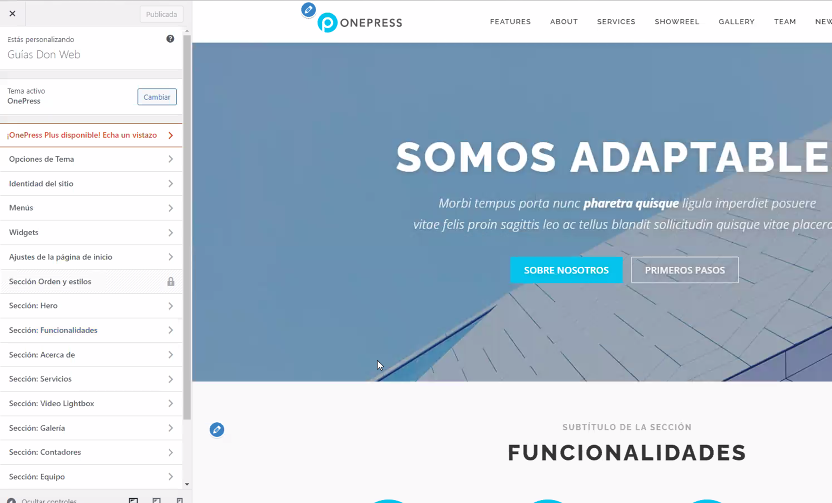 Publicada
Estás personalizando
Guías Don Web
Tema activo
OnePress
Cambiar
¡OnePress Plus disponible! Echa un vistazo
Opciones de Tema
Identidad del sitio
Menús
Widgets
Ajustes de la página de inicio
Sección Orden y estilos
Sección: Hero
Sección: Funcionalidades
Sección: Acerca de
Sección: Servicios
Sección: Vídeo Lightbox
Sección: Galería
Sección: Contadores
Sección: Equipo
Ocultar controles
ONEPRESS
FEATURES ABOUT SERVICES SHOWREEL GALLERY TEAM NEW
SOMOS ADAPTABLE
Morbi tempus porta nunc pharetra quisque ligula imperdiet posuere
vitae felis proin sagittis leo ac tellus blandit sollicitudin quisque vitae placera
SOBRE NOSOTROS
PRIMEROS PASOS
SUBTÍTULO DE LA SECCIÓN
FUNCIONALIDADES